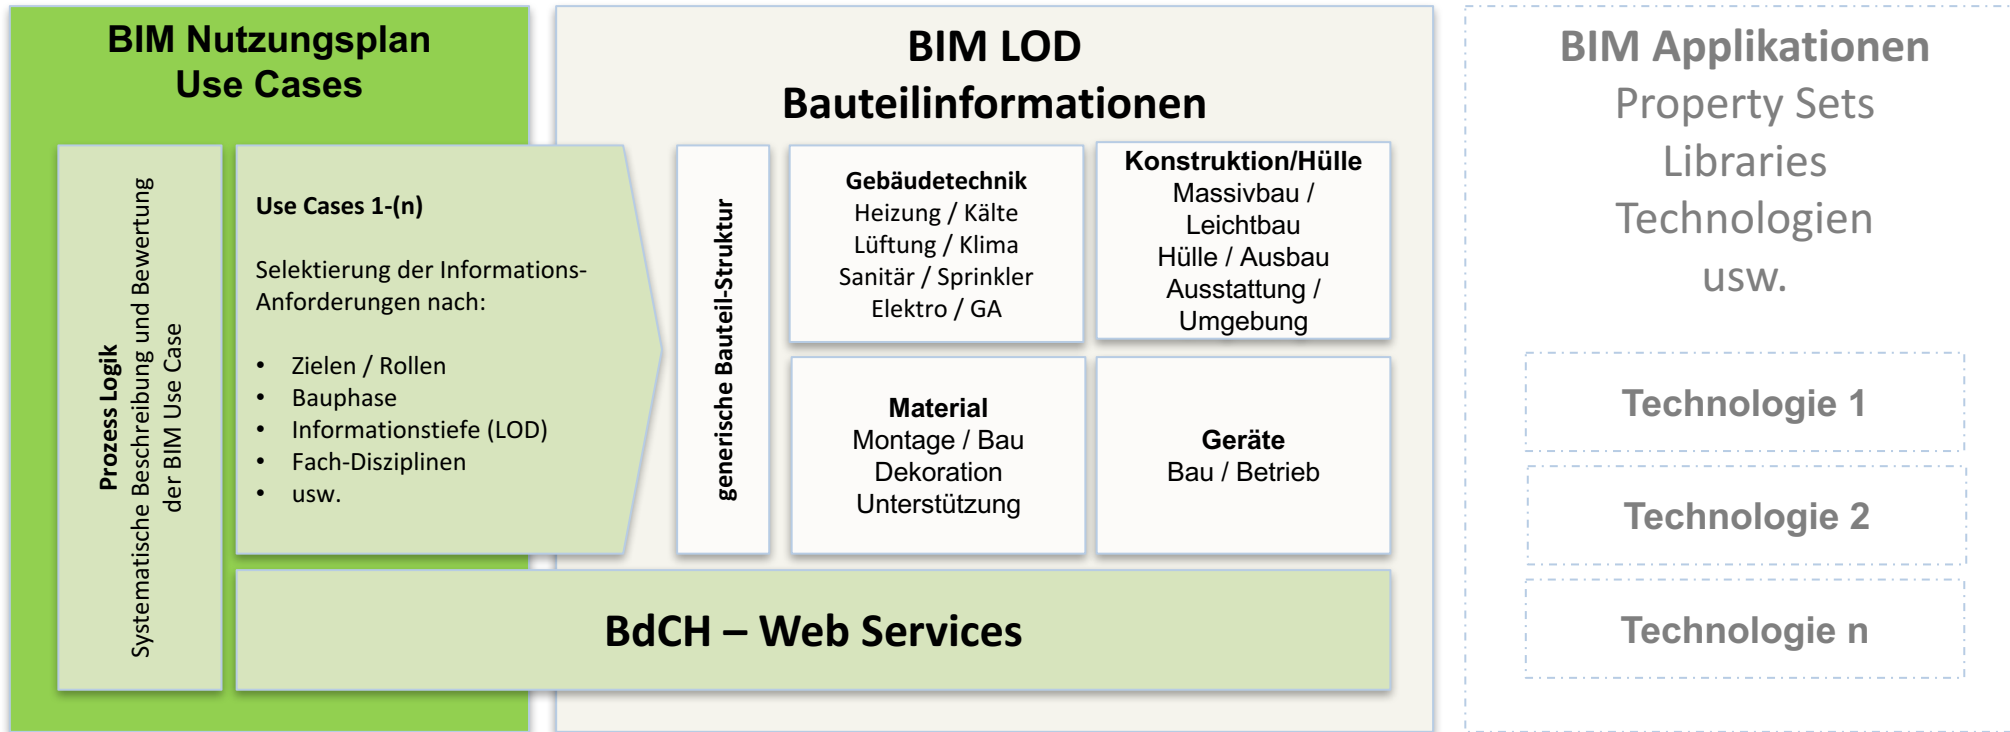 BIM Nutzungsplan
Use Cases
Prozess Logik
Systematische Beschreibung und Bewertung
der BIM Use Case
Use Cases 1-(n)
Selektierung der Informations-
Anforderungen nach:
• Zielen / Rollen
• Bauphase
• Informationstiefe (LOD)
• Fach-Disziplinen
• usw.
BIM LOD
Bauteilinformationen
generische Bauteil-Struktur
Gebäudetechnik
Heizung / Kälte
Lüftung / Klima
Sanitär / Sprinkler
Elektro / GA
Konstruktion/Hülle
Massivbau /
Leichtbau
Hülle / Ausbau
Ausstattung /
Umgebung
Material
Montage / Bau
Dekoration
Unterstützung
Geräte
Bau / Betrieb
BdCH – Web Services
BIM Applikationen
Property Sets
Libraries
Technologien
usw.
Technologie 1
Technologie 2
Technologie n